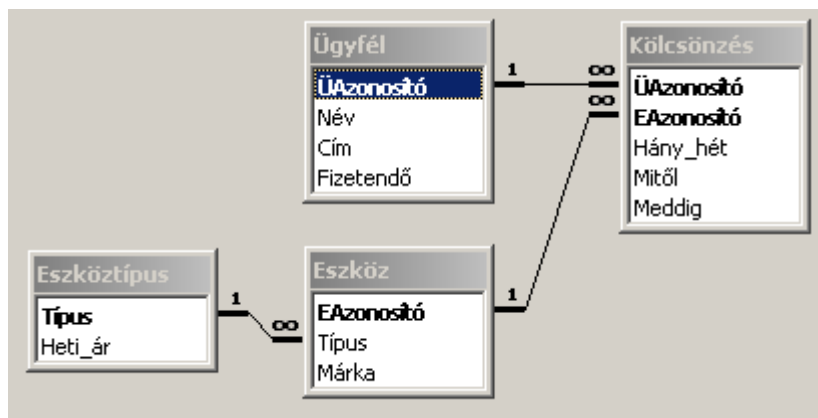 Ügyfél
ÜAzonosító
Név
Cím
Fizetendő
1
∞
∞
Kölcsönzés
ÜAzonosító
EAzonosító
Hány_hét
Mitől
Meddig
Eszköztípus
Típus
Heti_ár
1
∞
Eszköz
EAzonosító
Típus
Márka
1